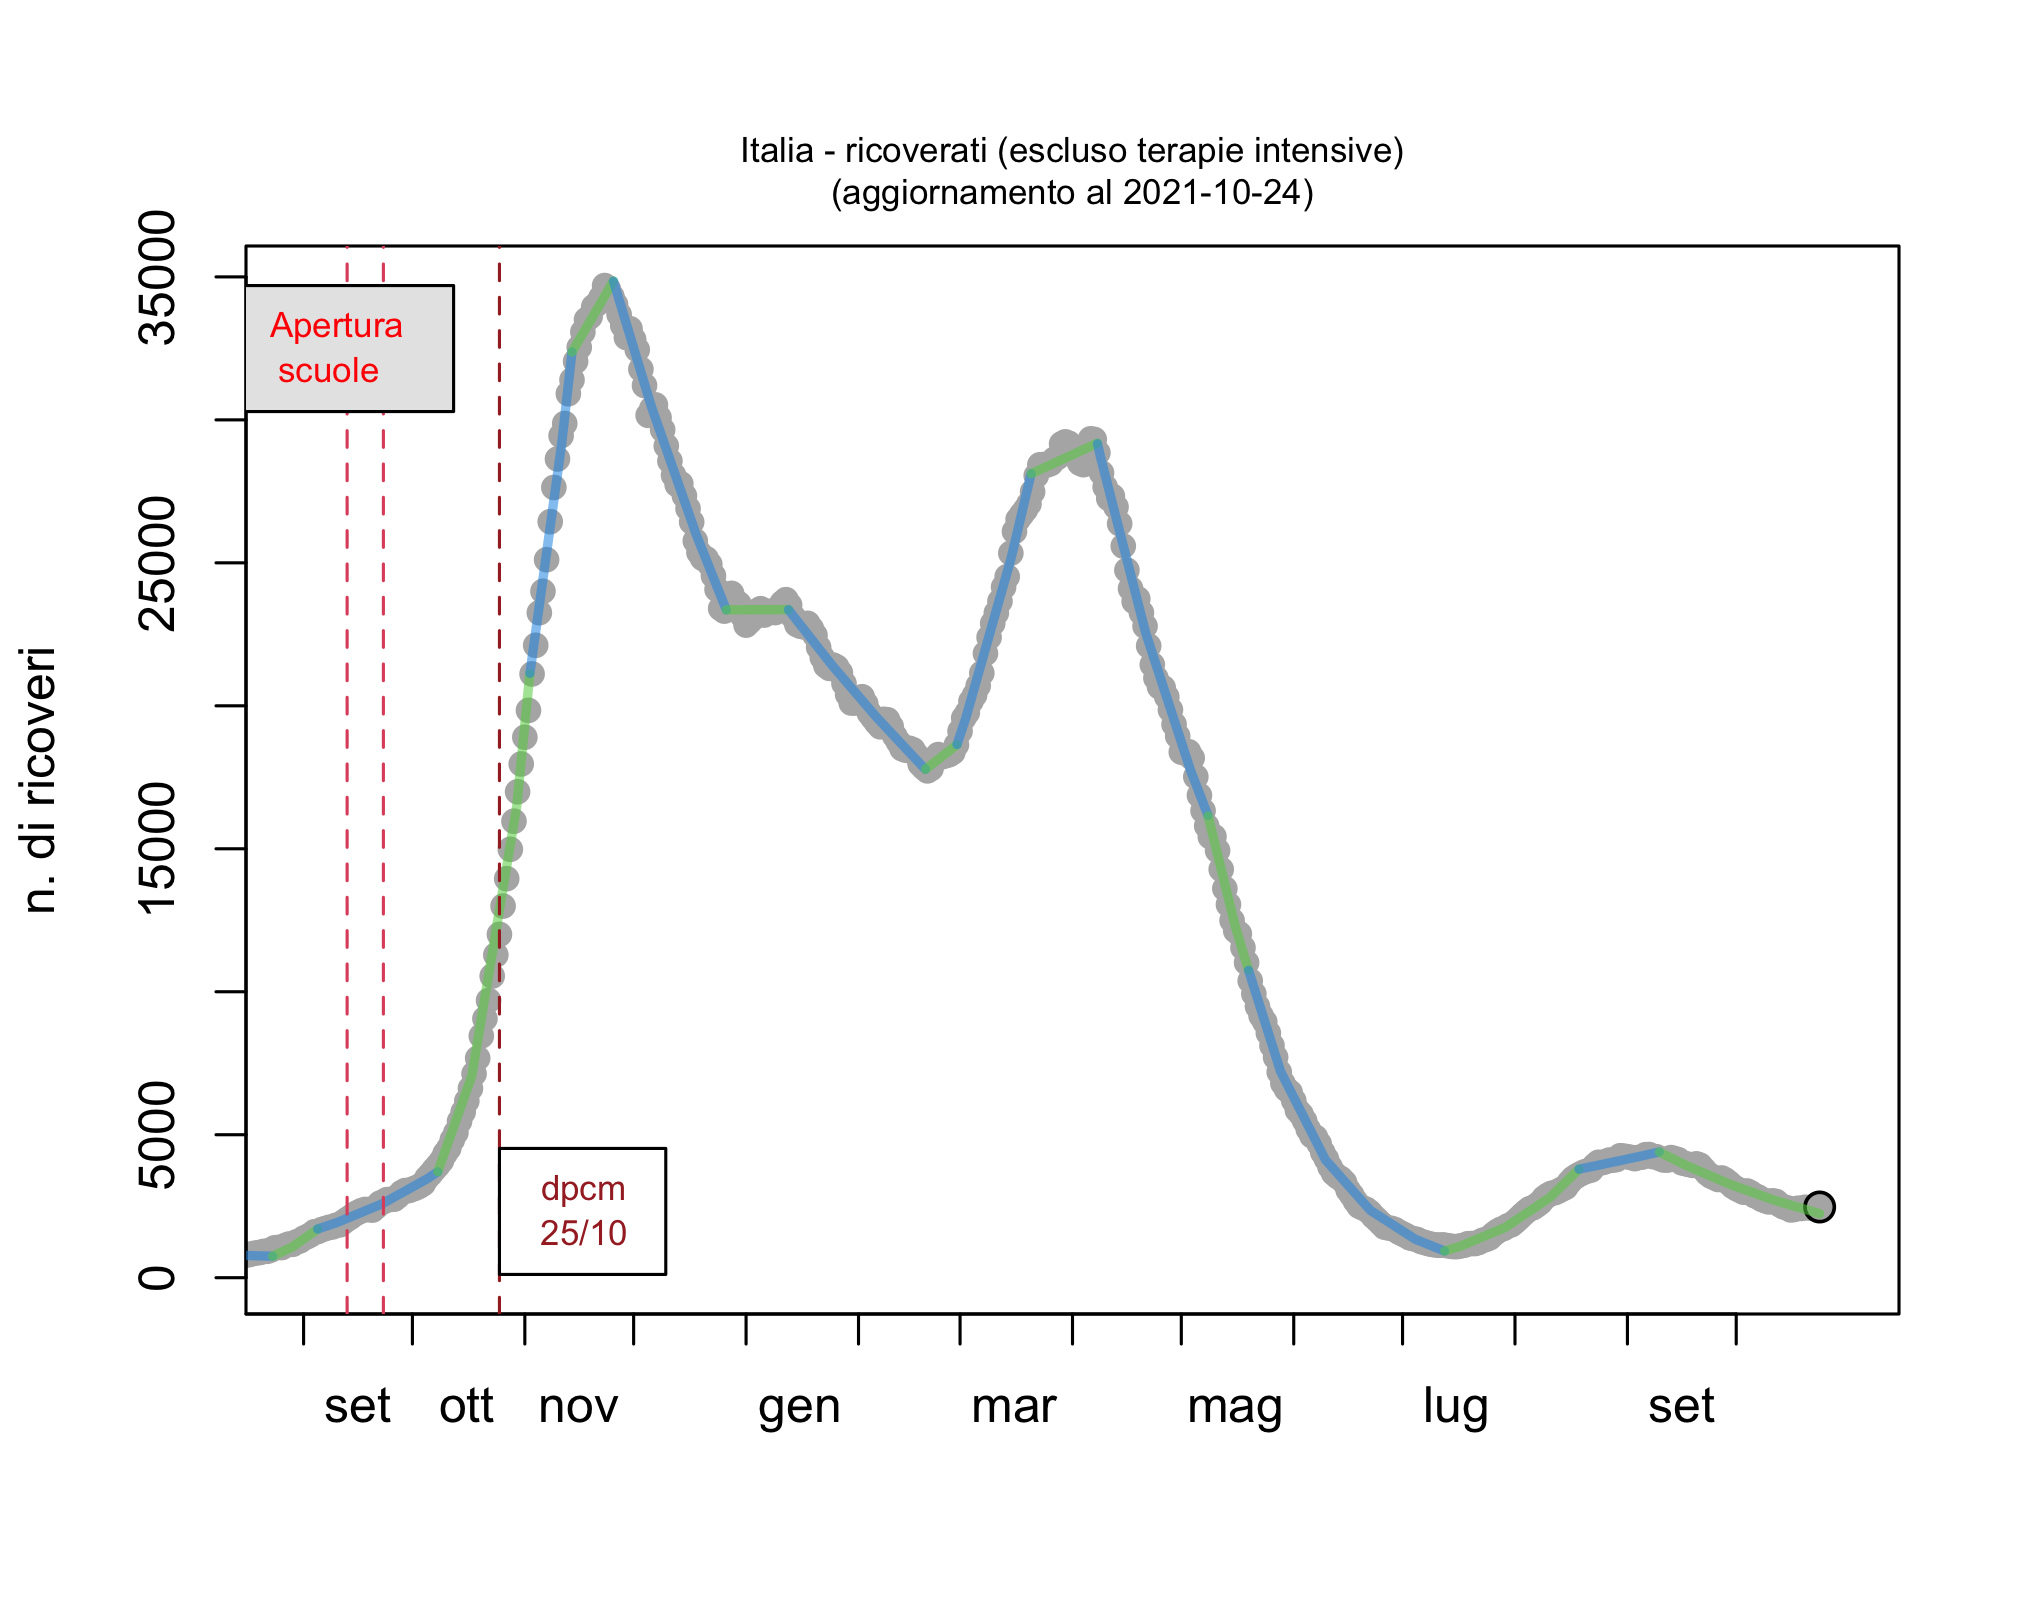 Italia - ricoverati (escluso terapie intensive)
(aggiornamento al 2021-10-24)
n. di ricoveri
35000
25000
15000
5000
0
Apertura
scuole
dpcm
25/10
set ott nov gen mar mag lug set